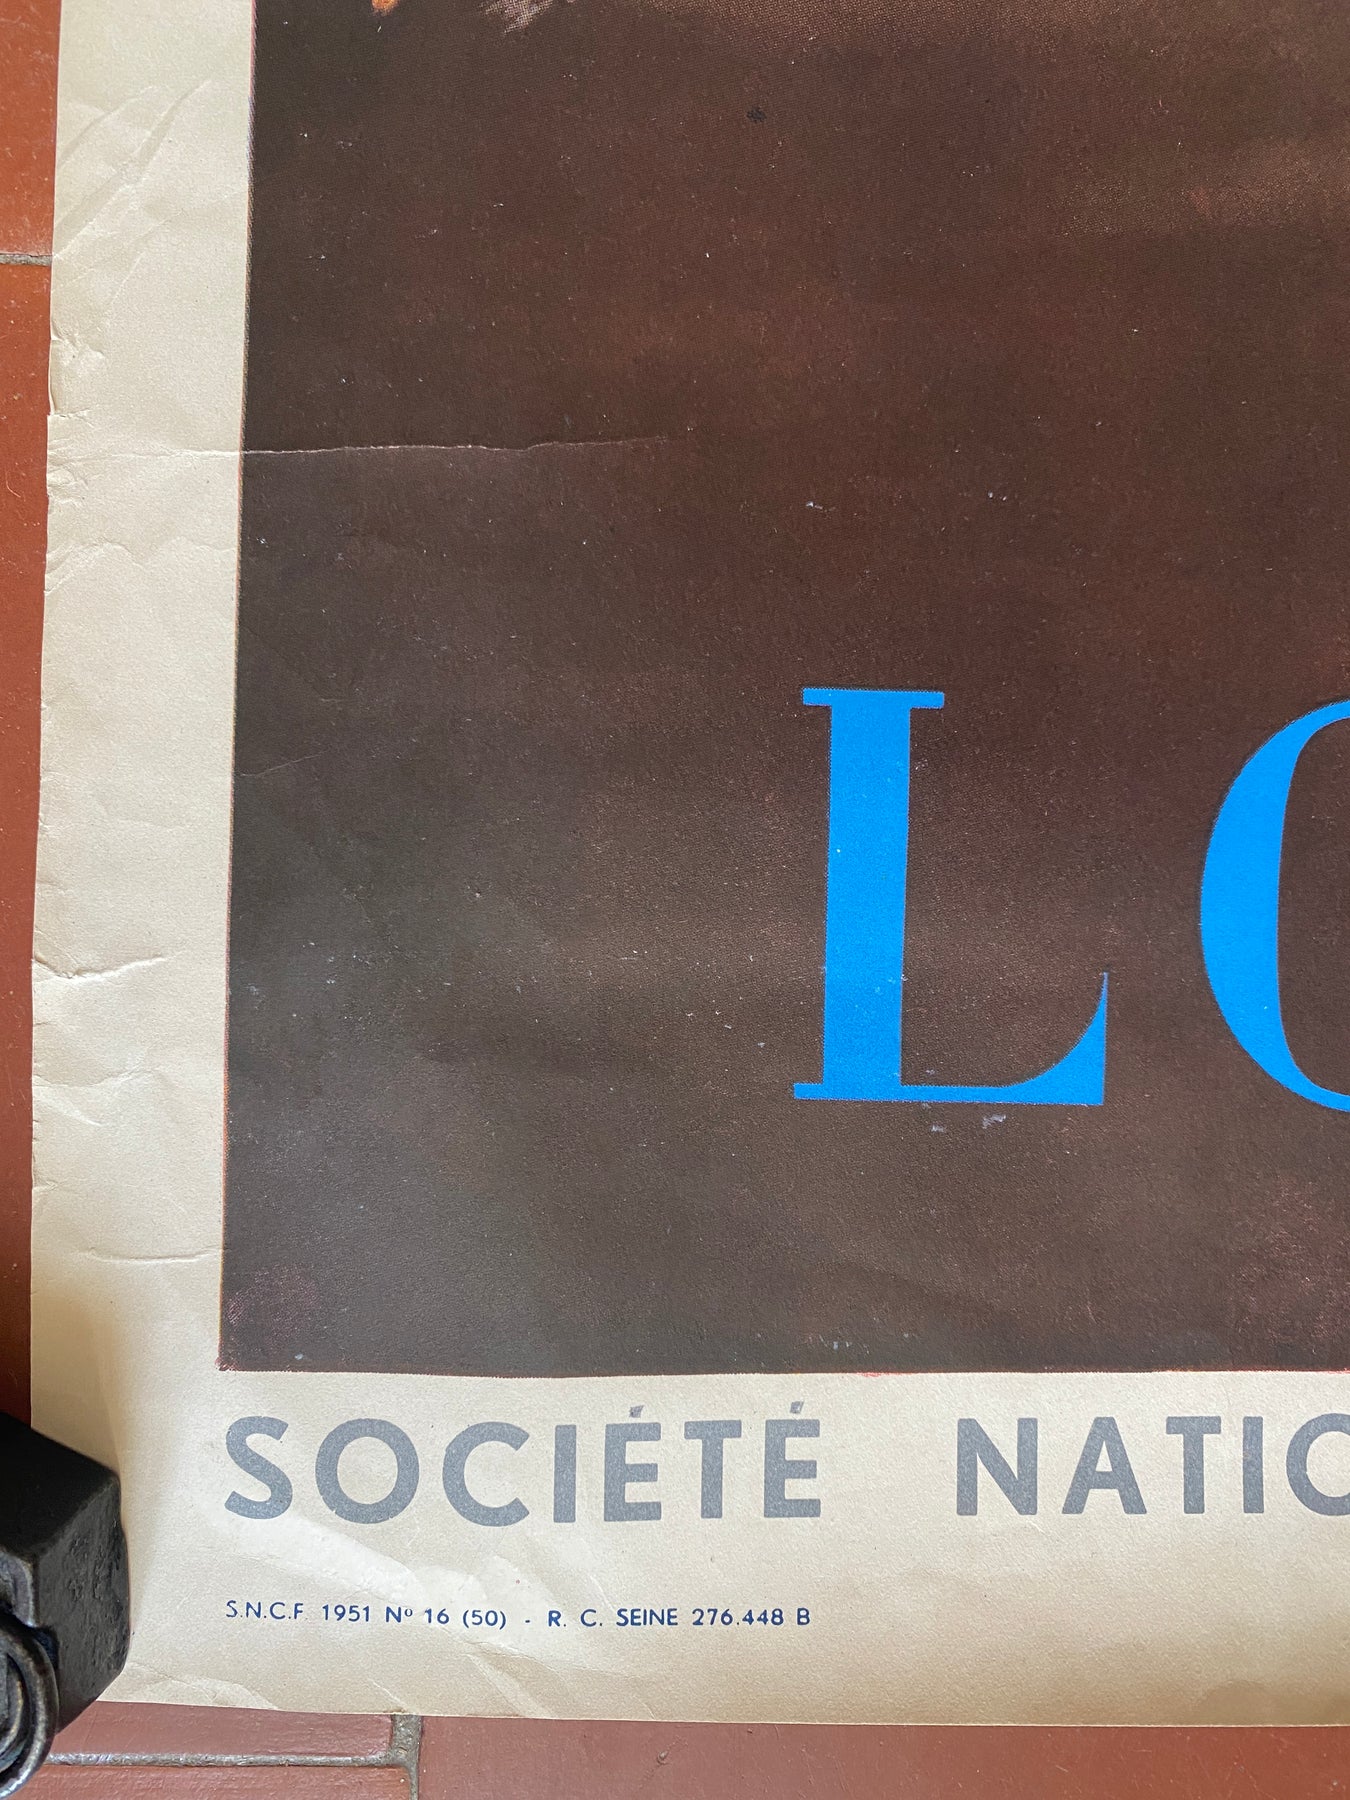 LO
SOCIÉTÉ NATIO
S.N.C.F. 1951 Nº 16 (50) - R. C. SEINE 276.448 B